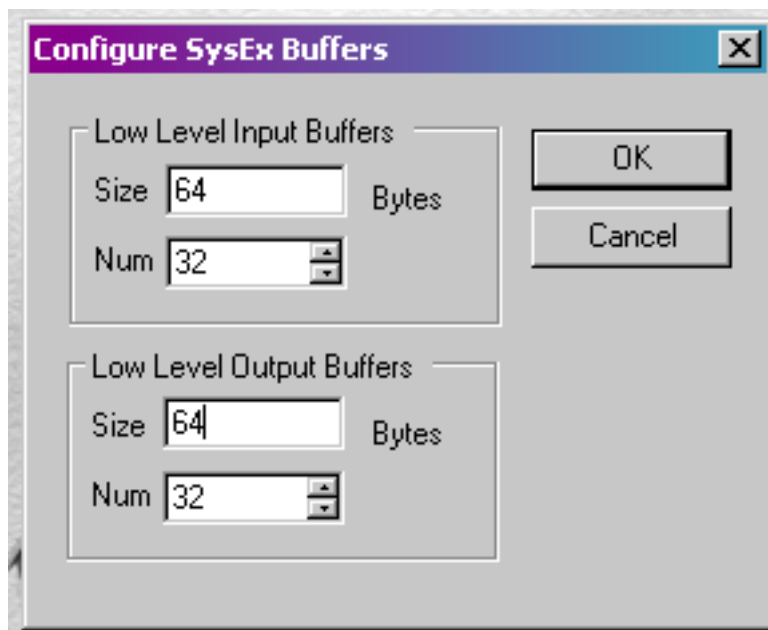 Configure SysEx Buffers
Low Level Input Buffers
Size 64 Bytes
Num 32
OK
Cancel
Low Level Output Buffers
Size 64 Bytes
Num 32